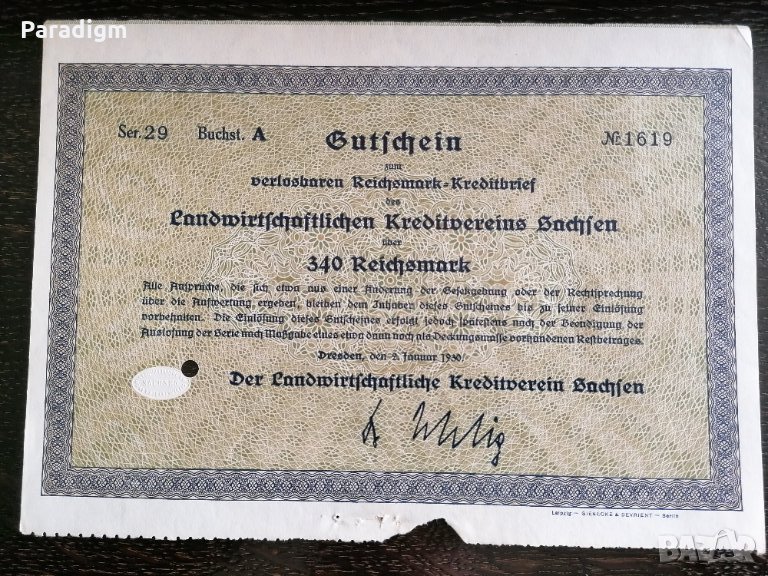 Paradigm
Ser. 29 Buchst. A Gutschein № 1619
zum
verlosbaren Reichsmark-Kreditbrief
des
Landwirtschaftlichen Kreditvereins Sachsen
über
340 Reichsmark
Alle Ansprüche, die sich etwa aus einer Änderung der Gesetzgebung oder der Rechtsprechung
über die Aufwertung ergeben, bleiben dem Inhaber dieses Gutscheines bis zu seiner Einlösung
vorbehalten. Die Einlösung dieses Gutscheines erfolgt jedoch spätestens nach der Beendigung der
Auslosung der Serie nach Maßgabe eines etwa dann noch als Deckungsmasse vorhandenen Restbetrages.
Dresden, den 2. Januar 1930.
Der Landwirtschaftliche Kreditverein Sachsen
Leipzig — GIESECKE & DEVRIENT — Berlin
BAZAR